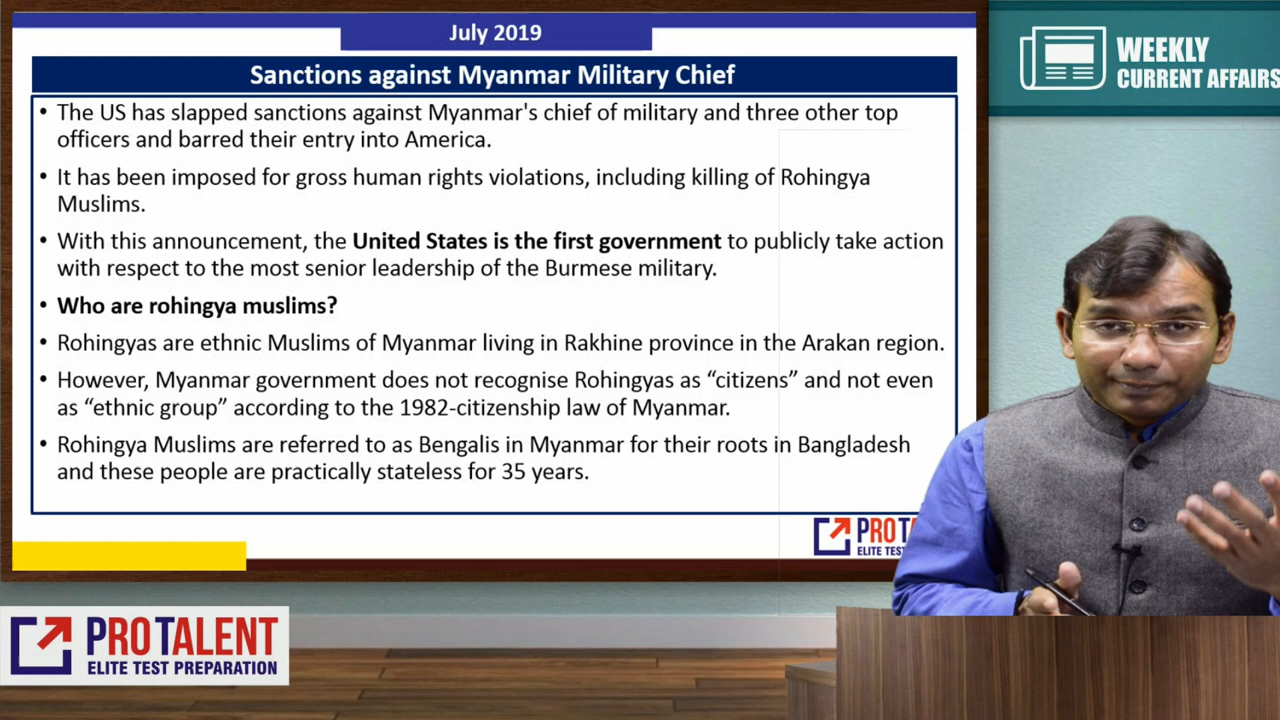 July 2019
WEEKLY
CURRENT AFFAIRS
Sanctions against Myanmar Military Chief
• The US has slapped sanctions against Myanmar's chief of military and three other top
officers and barred their entry into America.
• It has been imposed for gross human rights violations, including killing of Rohingya
Muslims.
• With this announcement, the United States is the first government to publicly take action
with respect to the most senior leadership of the Burmese military.
• Who are rohingya muslims?
• Rohingyas are ethnic Muslims of Myanmar living in Rakhine province in the Arakan region.
• However, Myanmar government does not recognise Rohingyas as “citizens” and not even
as “ethnic group” according to the 1982-citizenship law of Myanmar.
• Rohingya Muslims are referred to as Bengalis in Myanmar for their roots in Bangladesh
and these people are practically stateless for 35 years.
PROT
ELITE TES
PROTALENT
ELITE TEST PREPARATION